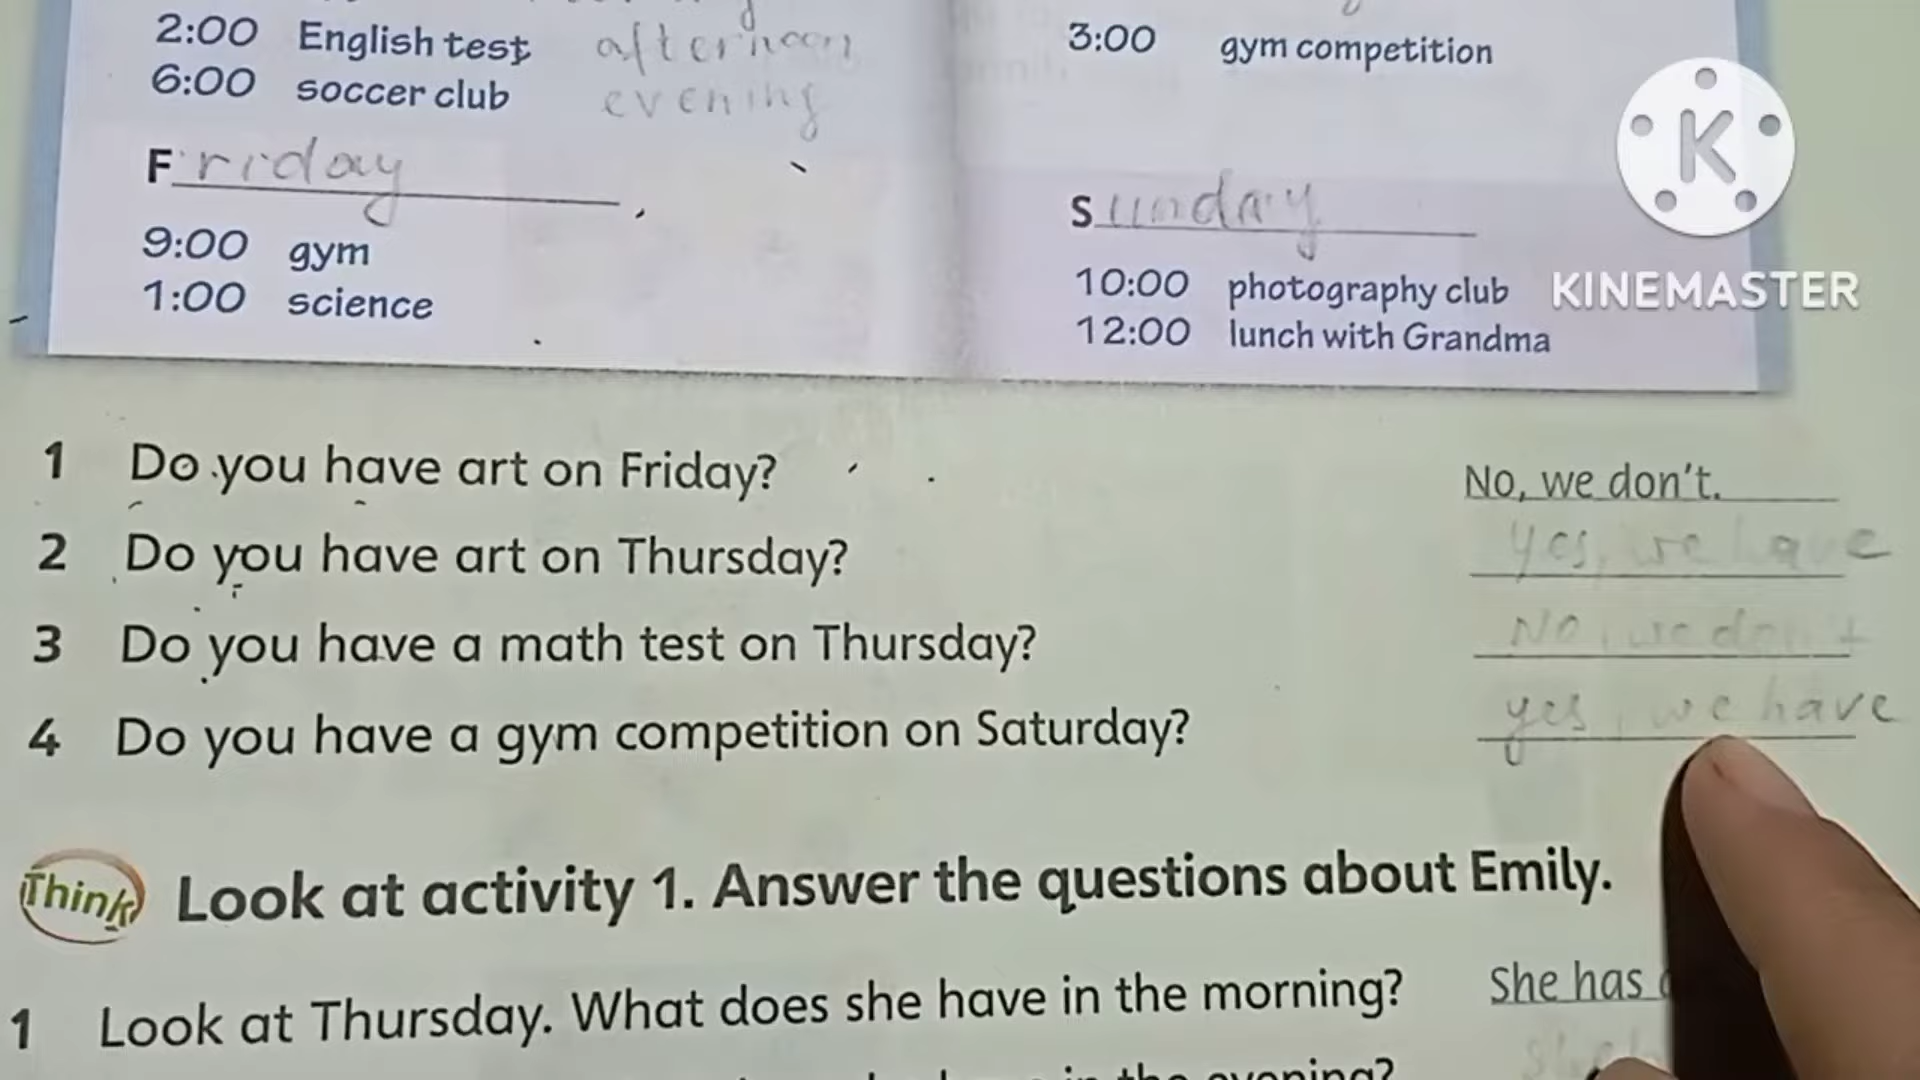 2:00 English test afternoon
6:00 soccer club evening
Friday
9:00 gym
1:00 science
3:00 gym competition
Sunday
10:00 photography club
12:00 lunch with Grandma
K
KINEMASTER
1 Do you have art on Friday? No, we don't.
2 Do you have art on Thursday? Yes, we have
3 Do you have a math test on Thursday? No, we don't
4 Do you have a gym competition on Saturday? yes, we have
Think Look at activity 1. Answer the questions about Emily.
1 Look at Thursday. What does she have in the morning? She has
in the evening?